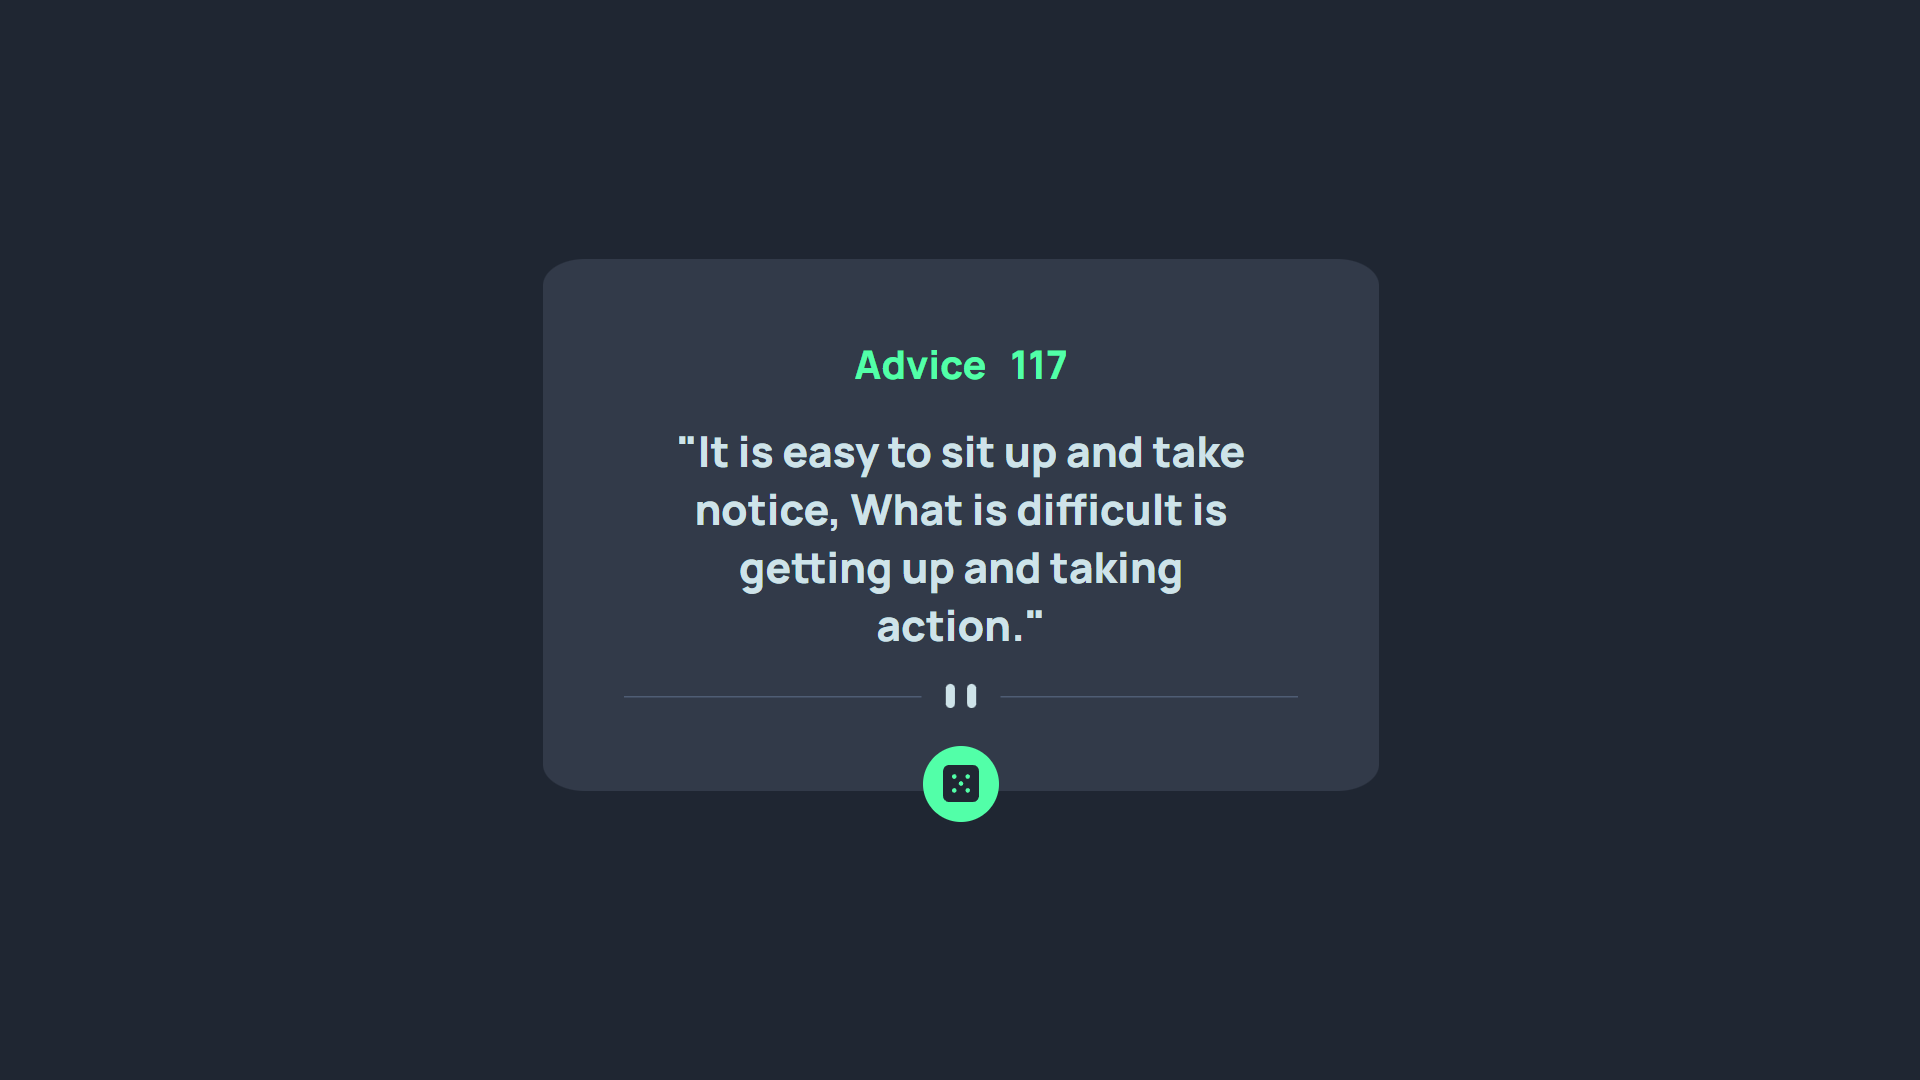 Advice 117
"It is easy to sit up and take
notice, What is difficult is
getting up and taking
action."